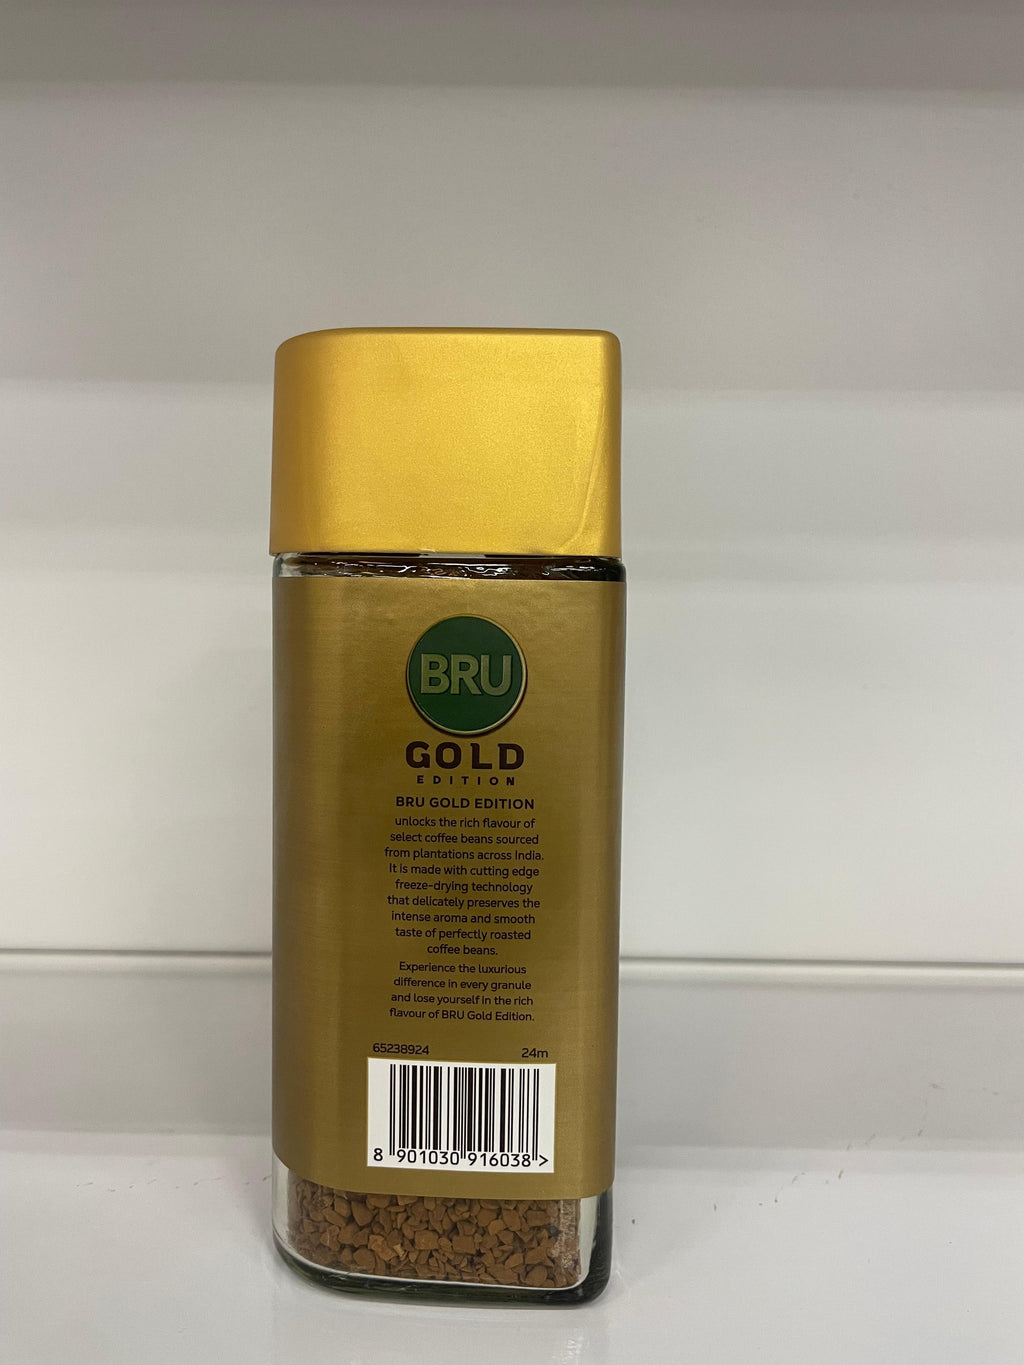 BRU
GOLD
EDITION
BRU GOLD EDITION
unlocks the rich flavour of
select coffee beans sourced
from plantations across India.
It is made with cutting edge
freeze-drying technology
that delicately preserves the
intense aroma and smooth
taste of perfectly roasted
coffee beans.
Experience the luxurious
difference in every granule
and lose yourself in the rich
flavour of BRU Gold Edition.
65238924 24m
8 901030 916038 >